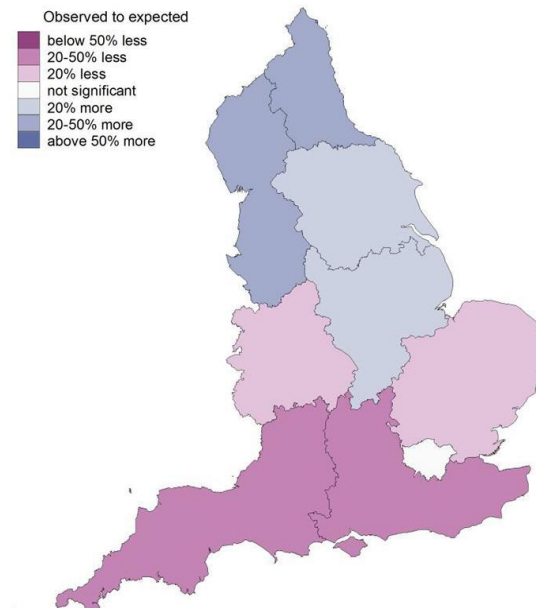 Observed to expected
below 50% less
20-50% less
20% less
not significant
20% more
20-50% more
above 50% more